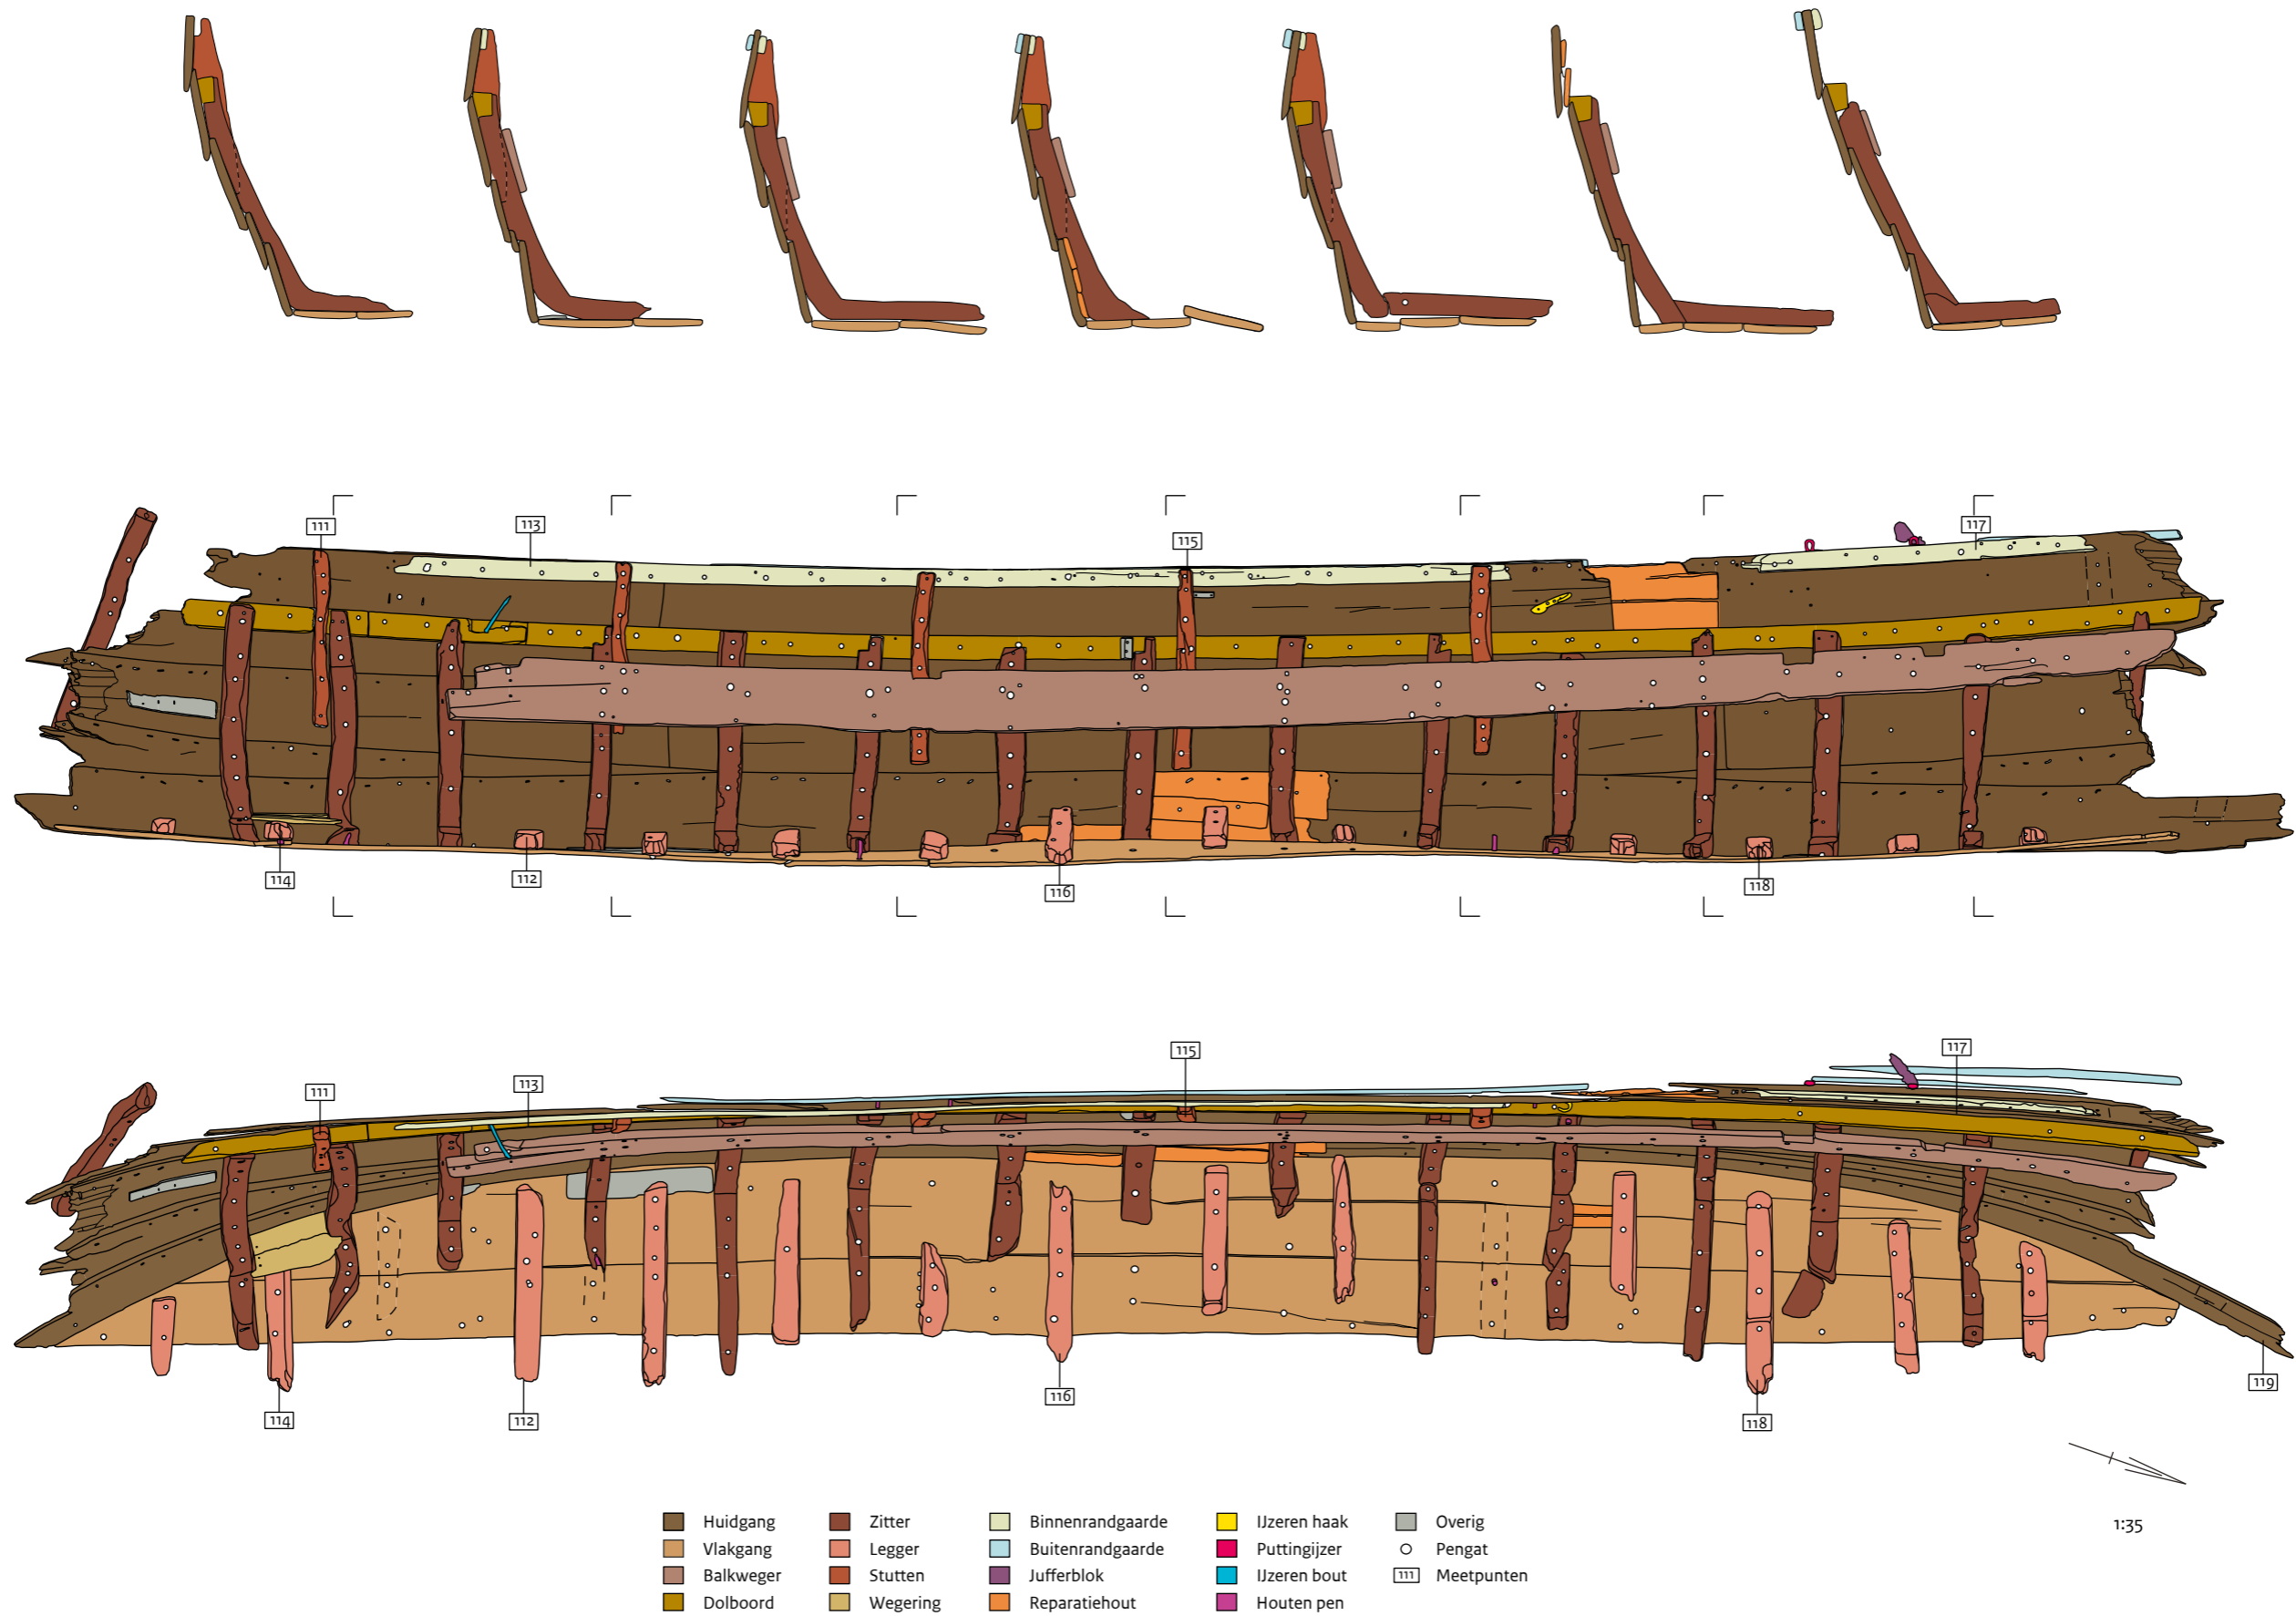 111
113
115
117
114
112
116
118
111
113
115
117
114
112
116
118
119
Huidgang
Vlakgang
Balkweger
Dolboord
Zitter
Legger
Stutten
Wegering
Binnenrandgaarde
Buitenrandgaarde
Jufferblok
Reparatiehout
IJzeren haak
Puttingijzer
IJzeren bout
Houten pen
Overig
Pengat
111 Meetpunten
1:35